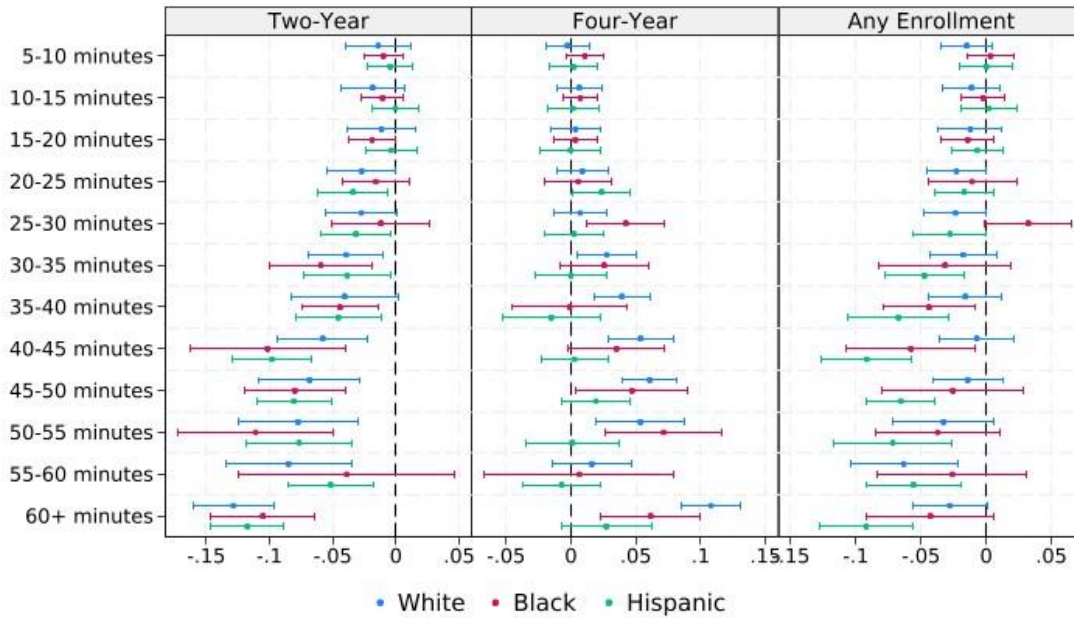 Two-Year Four-Year Any Enrollment
5-10 minutes
10-15 minutes
15-20 minutes
20-25 minutes
25-30 minutes
30-35 minutes
35-40 minutes
40-45 minutes
45-50 minutes
50-55 minutes
55-60 minutes
60+ minutes
-.15 -.1 -.05 0 .05 -.05 0 .05 .1 .15 -.15 -.1 -.05 0 .05
White Black Hispanic